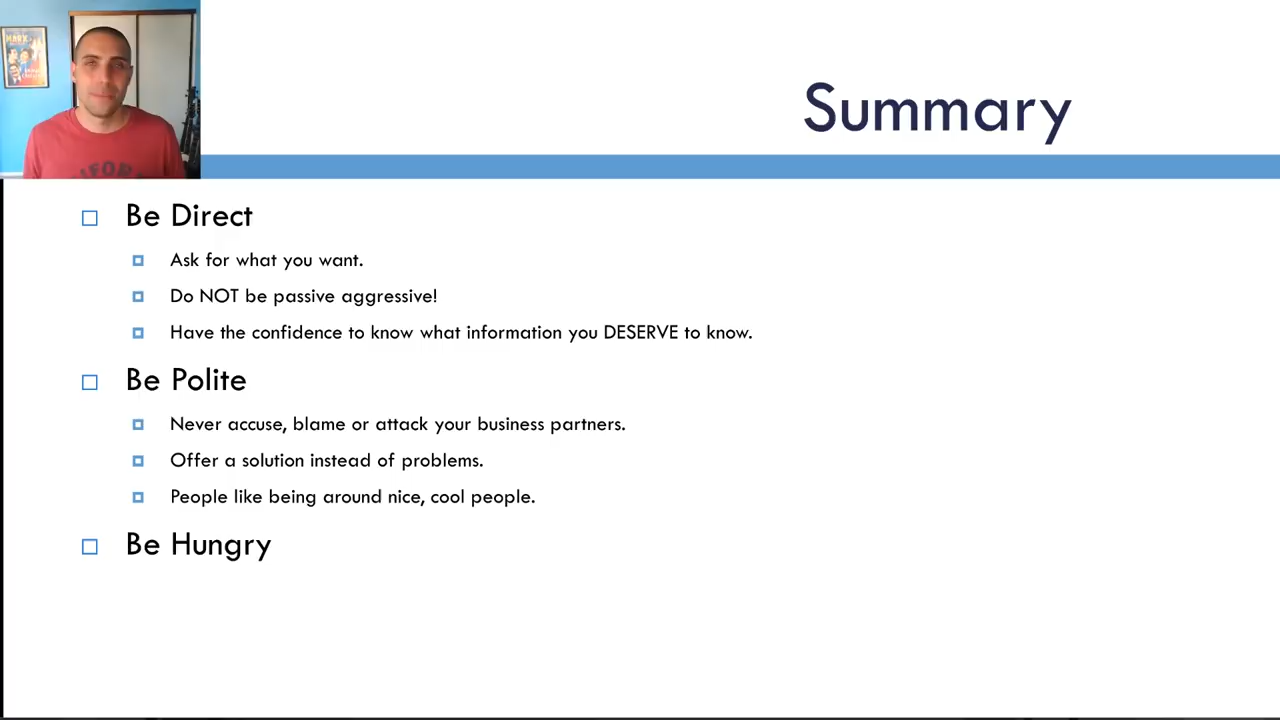 MARX
Summary
IFOR
Be Direct
Ask for what you want.
Do NOT be passive aggressive!
Have the confidence to know what information you DESERVE to know.
Be Polite
Never accuse, blame or attack your business partners.
Offer a solution instead of problems.
People like being around nice, cool people.
Be Hungry